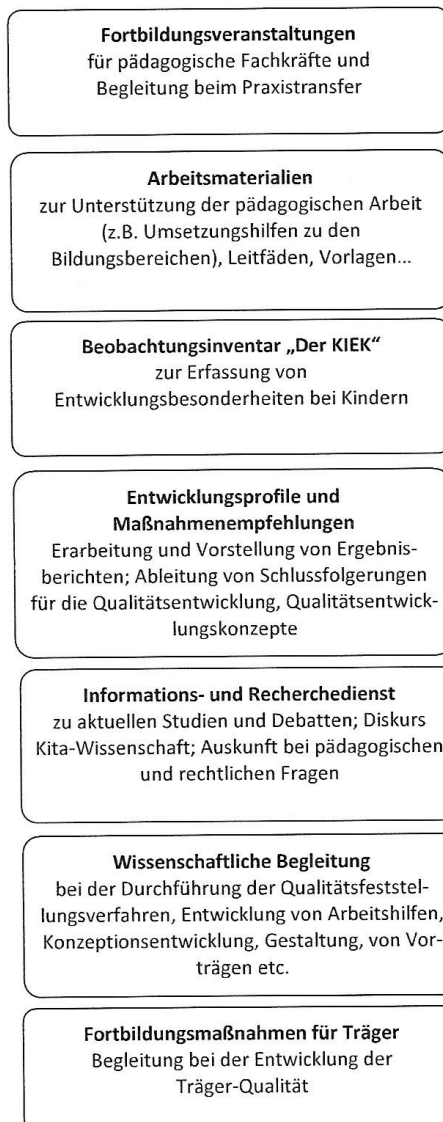 Fortbildungsveranstaltungen
für pädagogische Fachkräfte und
Begleitung beim Praxistransfer
Arbeitsmaterialien
zur Unterstützung der pädagogischen Arbeit
(z.B. Umsetzungshilfen zu den
Bildungsbereichen), Leitfäden, Vorlagen...
Beobachtungsinventar „Der KIEK“
zur Erfassung von
Entwicklungsbesonderheiten bei Kindern
Entwicklungsprofile und
Maßnahmenempfehlungen
Erarbeitung und Vorstellung von Ergebnis-
berichten; Ableitung von Schlussfolgerungen
für die Qualitätsentwicklung, Qualitätsentwick-
lungskonzepte
Informations- und Recherchedienst
zu aktuellen Studien und Debatten; Diskurs
Kita-Wissenschaft; Auskunft bei pädagogischen
und rechtlichen Fragen
Wissenschaftliche Begleitung
bei der Durchführung der Qualitätsfeststel-
lungsverfahren, Entwicklung von Arbeitshilfen,
Konzeptionsentwicklung, Gestaltung, von Vor-
trägen etc.
Fortbildungsmaßnahmen für Träger
Begleitung bei der Entwicklung der
Träger-Qualität